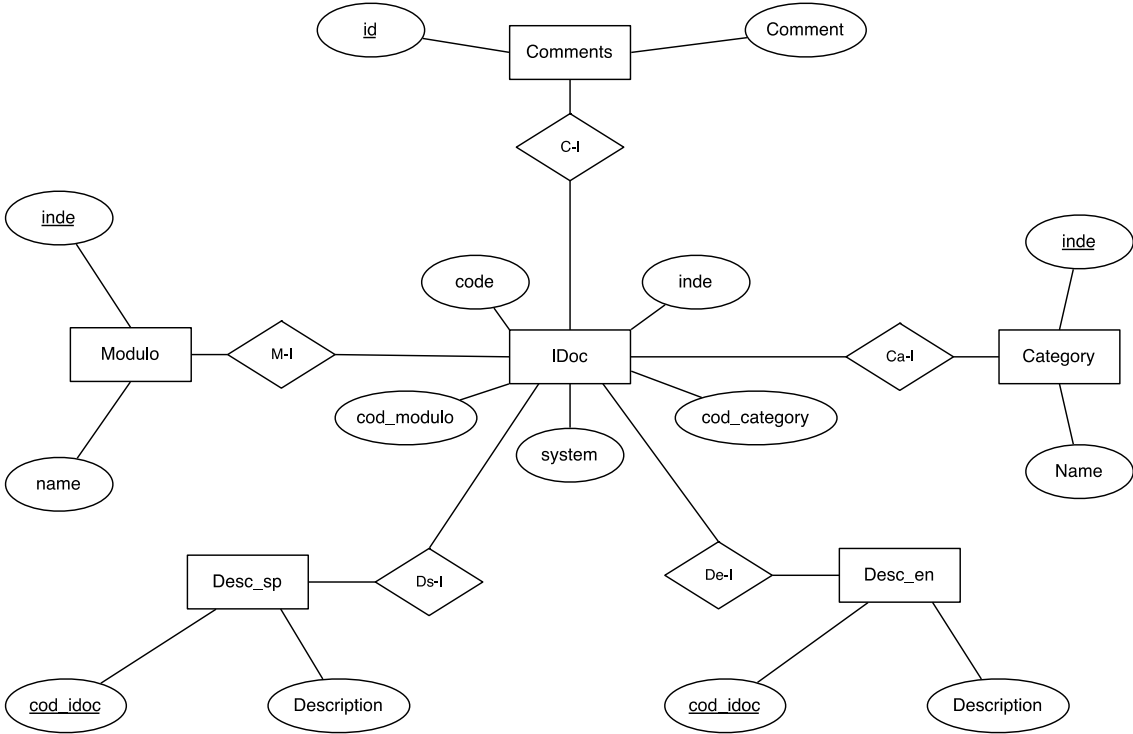 id
Comment
Comments
C-I
inde
inde
code
inde
Modulo
M-I
IDoc
Ca-I
Category
cod_modulo
cod_category
system
name
Name
Desc_sp
Ds-I
De-I
Desc_en
cod_idoc
Description
cod_idoc
Description